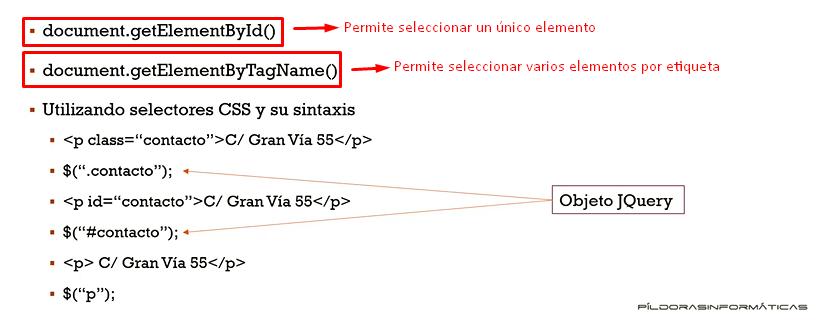 ▪ document.getElementById()
Permite seleccionar un único elemento
▪ document.getElementByTagName()
Permite seleccionar varios elementos por etiqueta
▪ Utilizando selectores CSS y su sintaxis
▪ <p class=“contacto”>C/ Gran Vía 55</p>
▪ $(“.contacto”);
▪ <p id=“contacto”>C/ Gran Vía 55</p>
Objeto JQuery
▪ $(“#contacto”);
▪ <p> C/ Gran Vía 55</p>
▪ $(“p”);
PÍLDORASINFORMÁTICAS